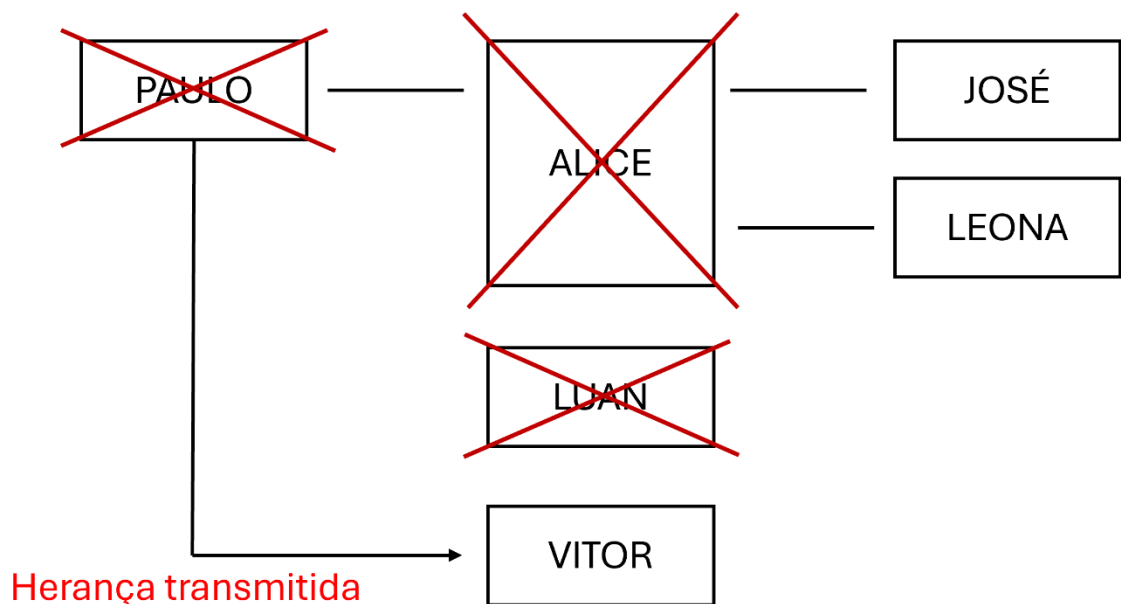 PAULO
ALICE
JOSÉ
LEONA
LUAN
VITOR
Herança transmitida